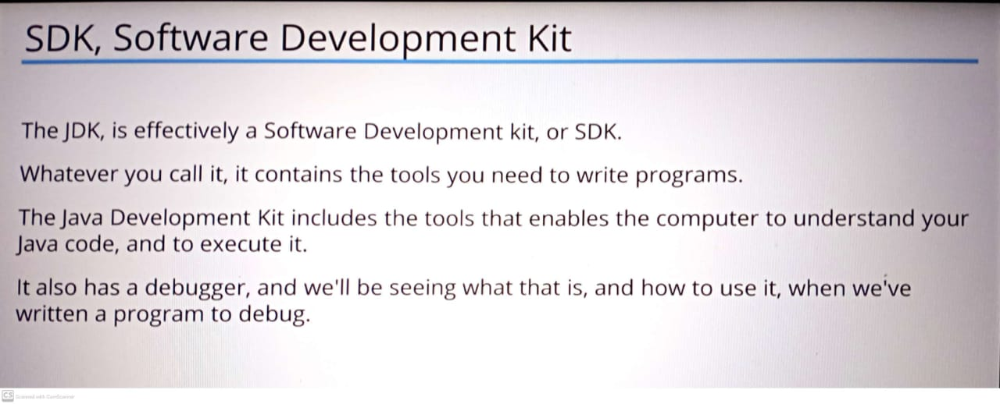 SDK, Software Development Kit
The JDK, is effectively a Software Development kit, or SDK.
Whatever you call it, it contains the tools you need to write programs.
The Java Development Kit includes the tools that enables the computer to understand your
Java code, and to execute it.
It also has a debugger, and we'll be seeing what that is, and how to use it, when we've
written a program to debug.
CS Scanned with CamScanner